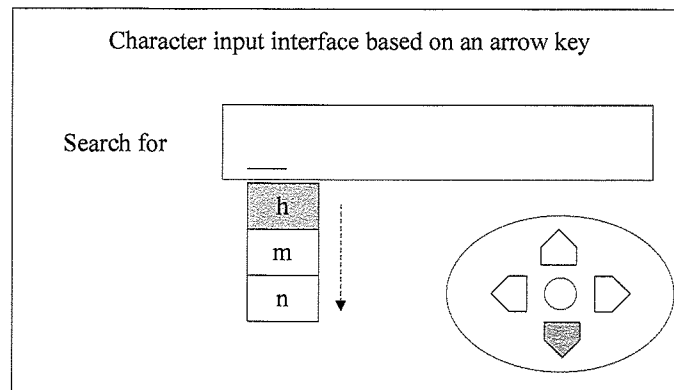 Character input interface based on an arrow key
Search for
h
m
n